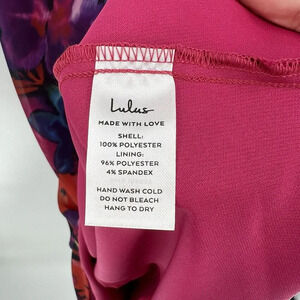 Lulus
MADE WITH LOVE
SHELL:
100% POLYESTER
LINING:
96% POLYESTER
4% SPANDEX
HAND WASH COLD
DO NOT BLEACH
HANG TO DRY